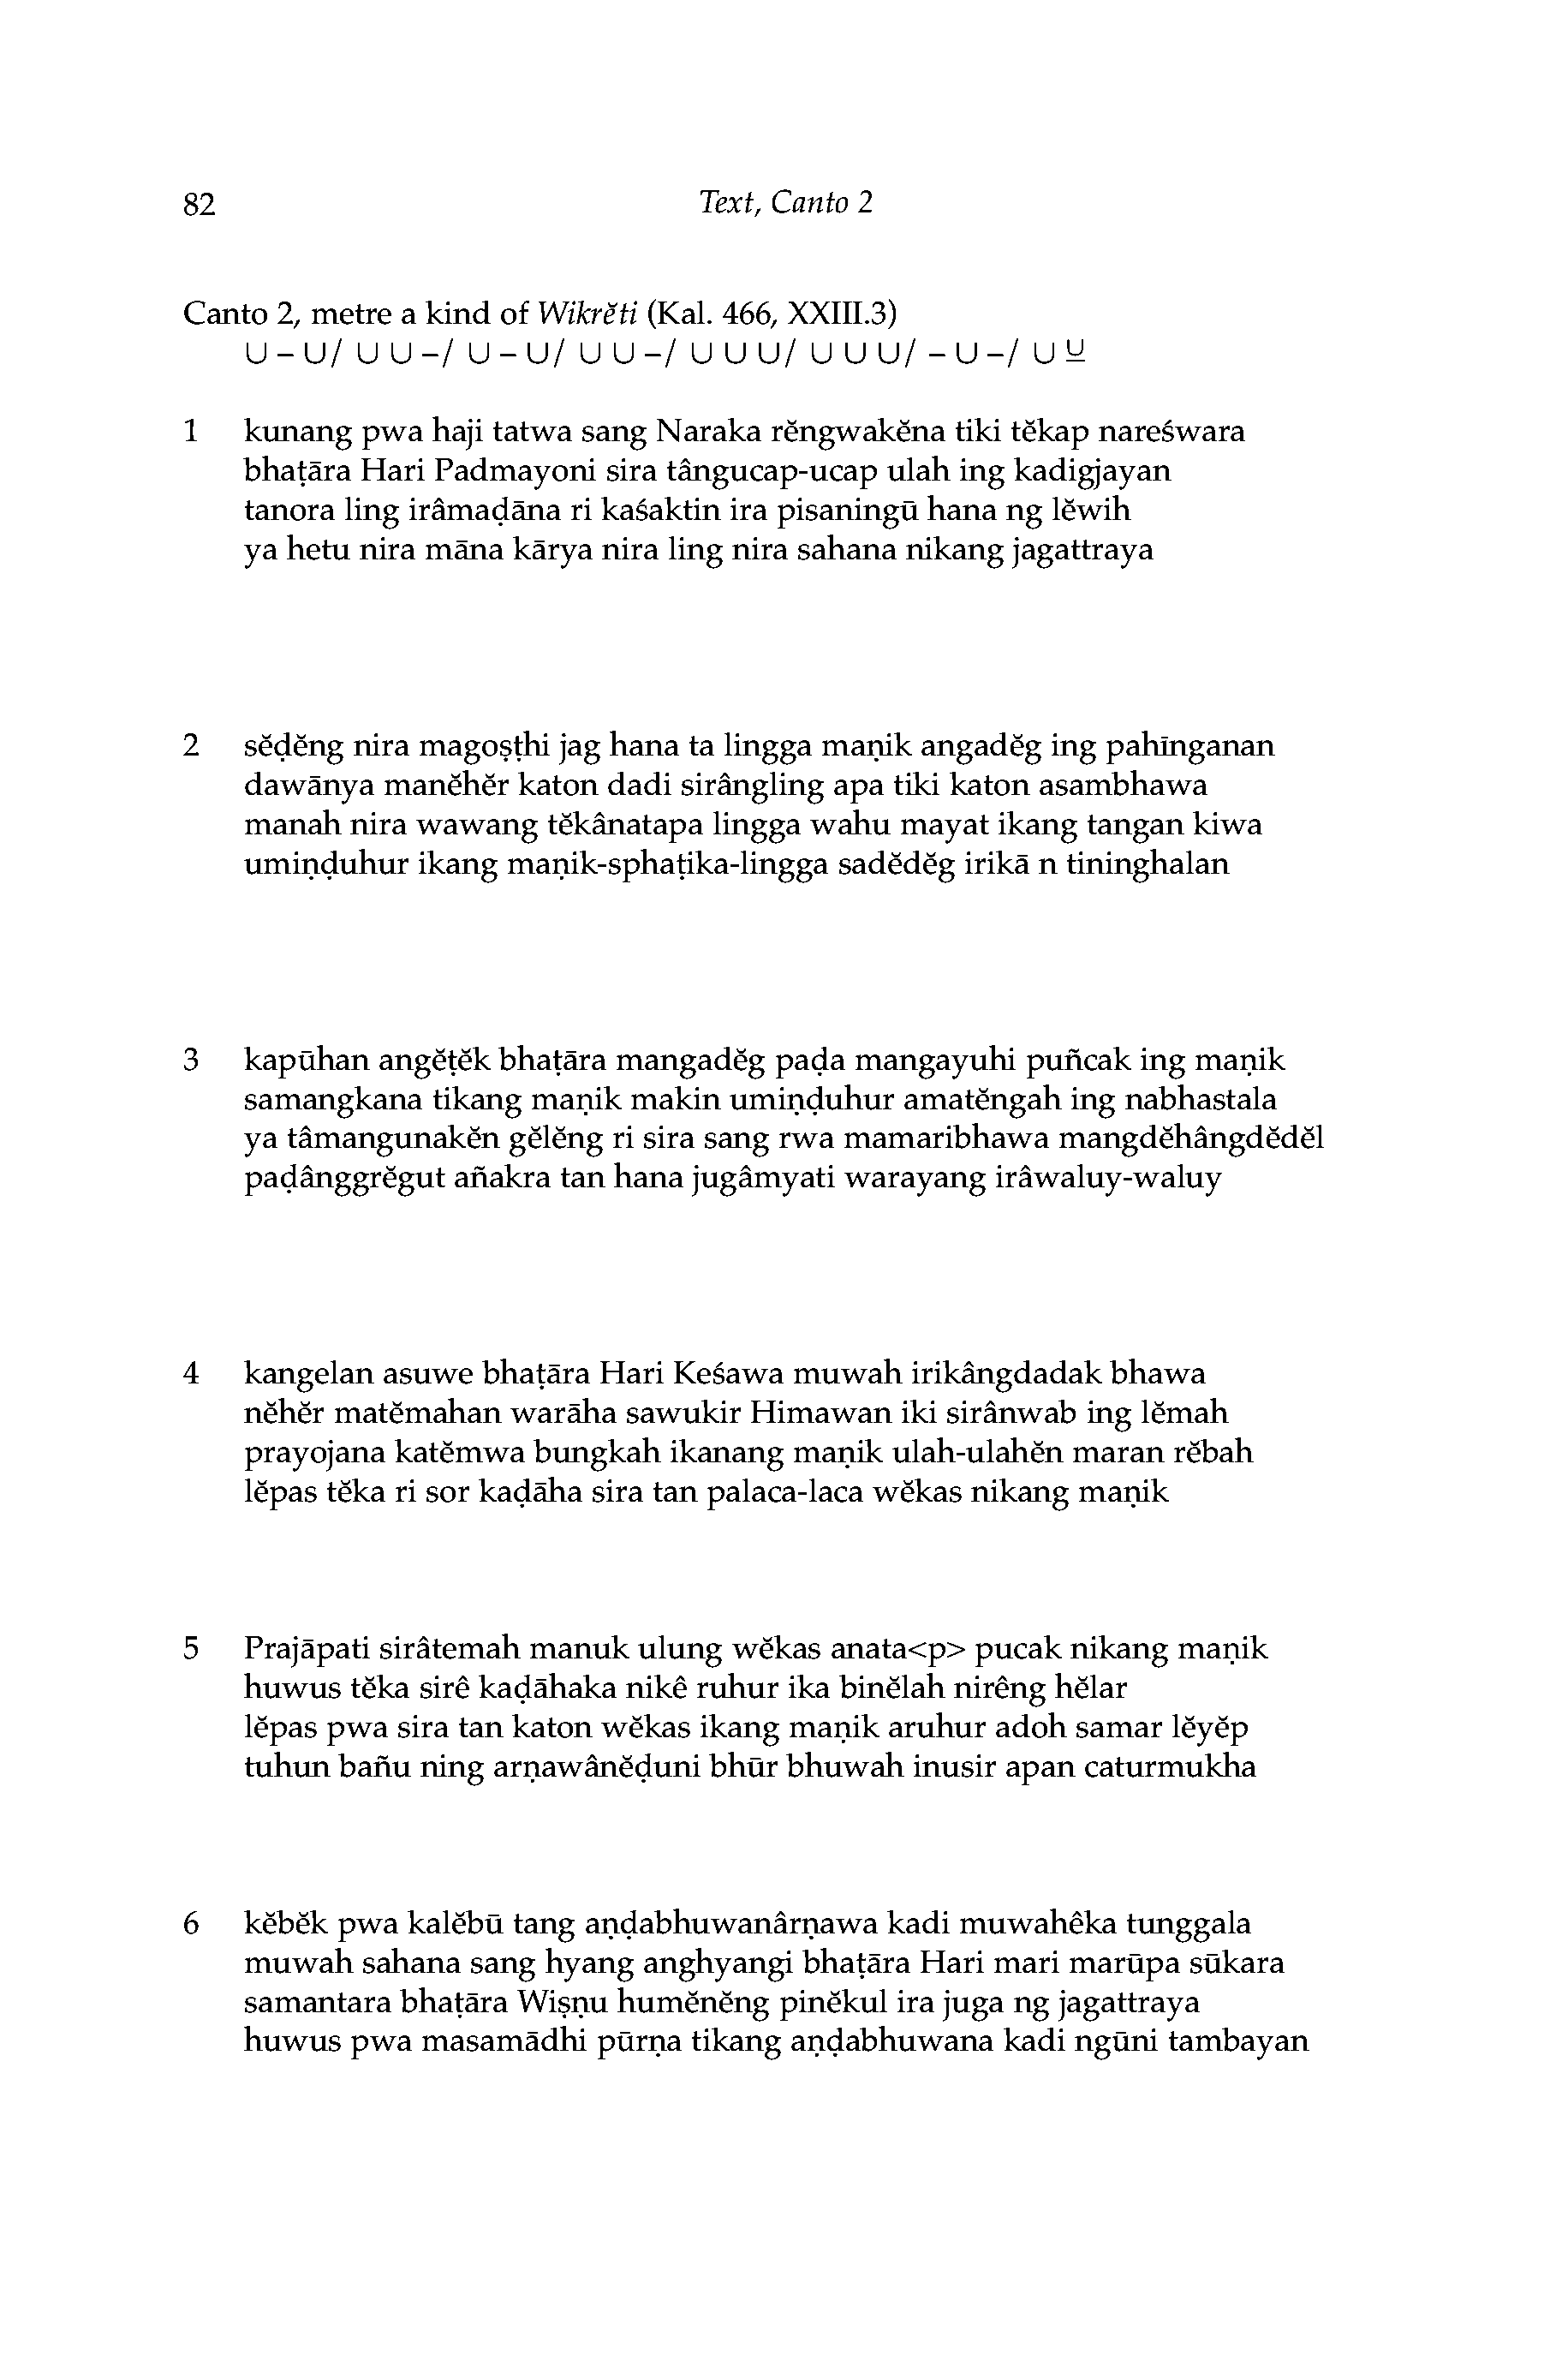 82 Text, Canto 2
Canto 2, metre a kind of Wikrĕti (Kal. 466, XXIII.3)
∪ – ∪/ ∪ ∪ –/ ∪ – ∪/ ∪ ∪ –/ ∪ ∪ ∪/ ∪ ∪ ∪/ – ∪ –/ ∪ ∪̲
1 kunang pwa haji tatwa sang Naraka rĕngwakĕna tiki tĕkap nareśwara
bhaṭāra Hari Padmayoni sira tângucap-ucap ulah ing kadigjayan
tanora ling irâmaḍāna ri kaśaktin ira pisaningū hana ng lĕwih
ya hetu nira māna kārya nira ling nira sahana nikang jagattraya
2 sĕḍĕng nira magoṣṭhi jag hana ta lingga maṇik angadĕg ing pahīnganan
dawānya manĕhĕr katon dadi sirângling apa tiki katon asambhawa
manah nira wawang tĕkânatapa lingga wahu mayat ikang tangan kiwa
umiṇḍuhur ikang maṇik-sphaṭika-lingga sadĕdĕg irikā n tininghalan
3 kapūhan angĕṭĕk bhaṭāra mangadĕg paḍa mangayuhi puñcak ing maṇik
samangkana tikang maṇik makin umiṇḍuhur amatĕngah ing nabhastala
ya tâmangunakĕn gĕlĕng ri sira sang rwa mamaribhawa mangdĕhângdĕdĕl
paḍânggrĕgut añakra tan hana jugâmyati warayang irâwaluy-waluy
4 kangelan asuwe bhaṭāra Hari Keśawa muwah irikângdadak bhawa
nĕhĕr matĕmahan warāha sawukir Himawan iki sirânwab ing lĕmah
prayojana katĕmwa bungkah ikanang maṇik ulah-ulahĕn maran rĕbah
lĕpas tĕka ri sor kaḍāha sira tan palaca-laca wĕkas nikang maṇik
5 Prajāpati sirâtemah manuk ulung wĕkas anata<p> pucak nikang maṇik
huwus tĕka sirê kaḍāhaka nikê ruhur ika binĕlah nirêng hĕlar
lĕpas pwa sira tan katon wĕkas ikang maṇik aruhur adoh samar lĕyĕp
tuhun bañu ning arṇawânĕḍuni bhūr bhuwah inusir apan caturmukha
6 kĕbĕk pwa kalĕbū tang aṇḍabhuwanârṇawa kadi muwahêka tunggala
muwah sahana sang hyang anghyangi bhaṭāra Hari mari marūpa sūkara
samantara bhaṭāra Wiṣṇu humĕnĕng pinĕkul ira juga ng jagattraya
huwus pwa masamādhi pūrṇa tikang aṇḍabhuwana kadi ngūni tambayan